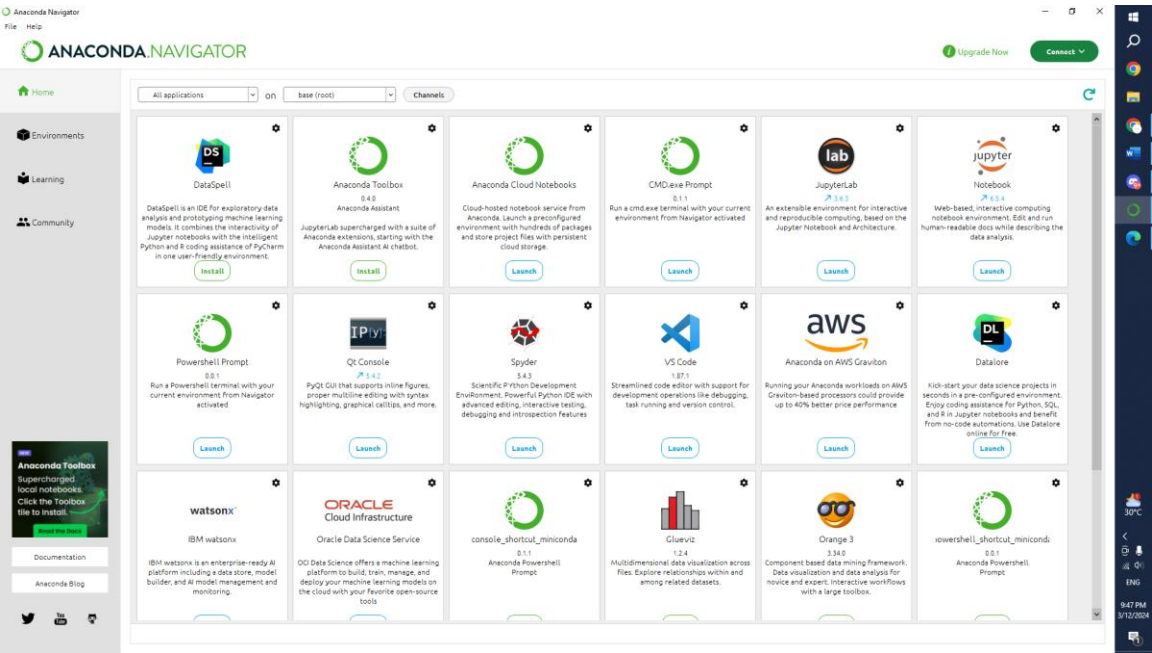 Anaconda Navigator
File Help
ANACONDA.NAVIGATOR
Upgrade Now
Connect
Home
Environments
Learning
Community
All applications on base (root) Channels
DS
DataSpell
DataSpell is an IDE for exploratory data
analysis and prototyping machine learning
models. It combines the interactivity of
Jupyter notebooks with the intelligent
Python and R coding assistance of PyCharm
in one user-friendly environment.
Install
Anaconda Toolbox
0.4.0
Anaconda Assistant
JupyterLab supercharged with a suite of
Anaconda extensions, starting with the
Anaconda Assistant AI chatbot.
Install
Anaconda Cloud Notebooks
Cloud-hosted notebook service from
Anaconda. Launch a preconfigured
environment with hundreds of packages
and store project files with persistent
cloud storage.
Launch
CMD.exe Prompt
0.1.1
Run a cmd.exe terminal with your current
environment from Navigator activated
Launch
lab
JupyterLab
3.6.3
An extensible environment for interactive
and reproducible computing, based on the
Jupyter Notebook and Architecture.
Launch
jupyter
Notebook
6.5.4
Web-based, interactive computing
notebook environment. Edit and run
human-readable docs while describing the
data analysis.
Launch
Powershell Prompt
0.0.1
Run a Powershell terminal with your
current environment from Navigator
activated
Launch
IP[y]:
Qt Console
5.4.2
PyQt GUI that supports inline figures,
proper multiline editing with syntax
highlighting, graphical calltips, and more.
Launch
Spyder
5.4.3
Scientific PYthon Development
EnviRonment. Powerful Python IDE with
advanced editing, interactive testing,
debugging and introspection features
Launch
VS Code
1.87.1
Streamlined code editor with support for
development operations like debugging,
task running and version control.
Launch
aws
Anaconda on AWS Graviton
Running your Anaconda workloads on AWS
Graviton-based processors could provide
up to 40% better price performance
Launch
DL
Datalore
Kick-start your data science projects in
seconds in a pre-configured environment.
Enjoy coding assistance for Python, SQL,
and R in Jupyter notebooks and benefit
from no-code automations. Use Datalore
online for free.
Launch
watsonx
IBM watsonx
IBM watsonx is an enterprise-ready AI
platform including a data store, model
builder, and AI model management and
monitoring.
ORACLE
Cloud Infrastructure
Oracle Data Science Service
OCI Data Science offers a machine learning
platform to build, train, manage, and
deploy your machine learning models on
the cloud with your favorite open-source
tools
console_shortcut_miniconda
0.1.1
Anaconda Powershell
Prompt
Glueviz
1.2.4
Multidimensional data visualization across
files. Explore relationships within and
among related datasets.
Orange 3
3.34.0
Component based data mining framework.
Data visualization and data analysis for
novice and expert. Interactive workflows
with a large toolbox.
owershell_shortcut_miniconda
0.0.1
Anaconda Powershell
Prompt
NEW
Anaconda Toolbox
Supercharged
local notebooks.
Click the Toolbox
tile to install.
Read the Docs
Documentation
Anaconda Blog
You
Tube
30°C
ENG
9:47 PM
3/12/2024